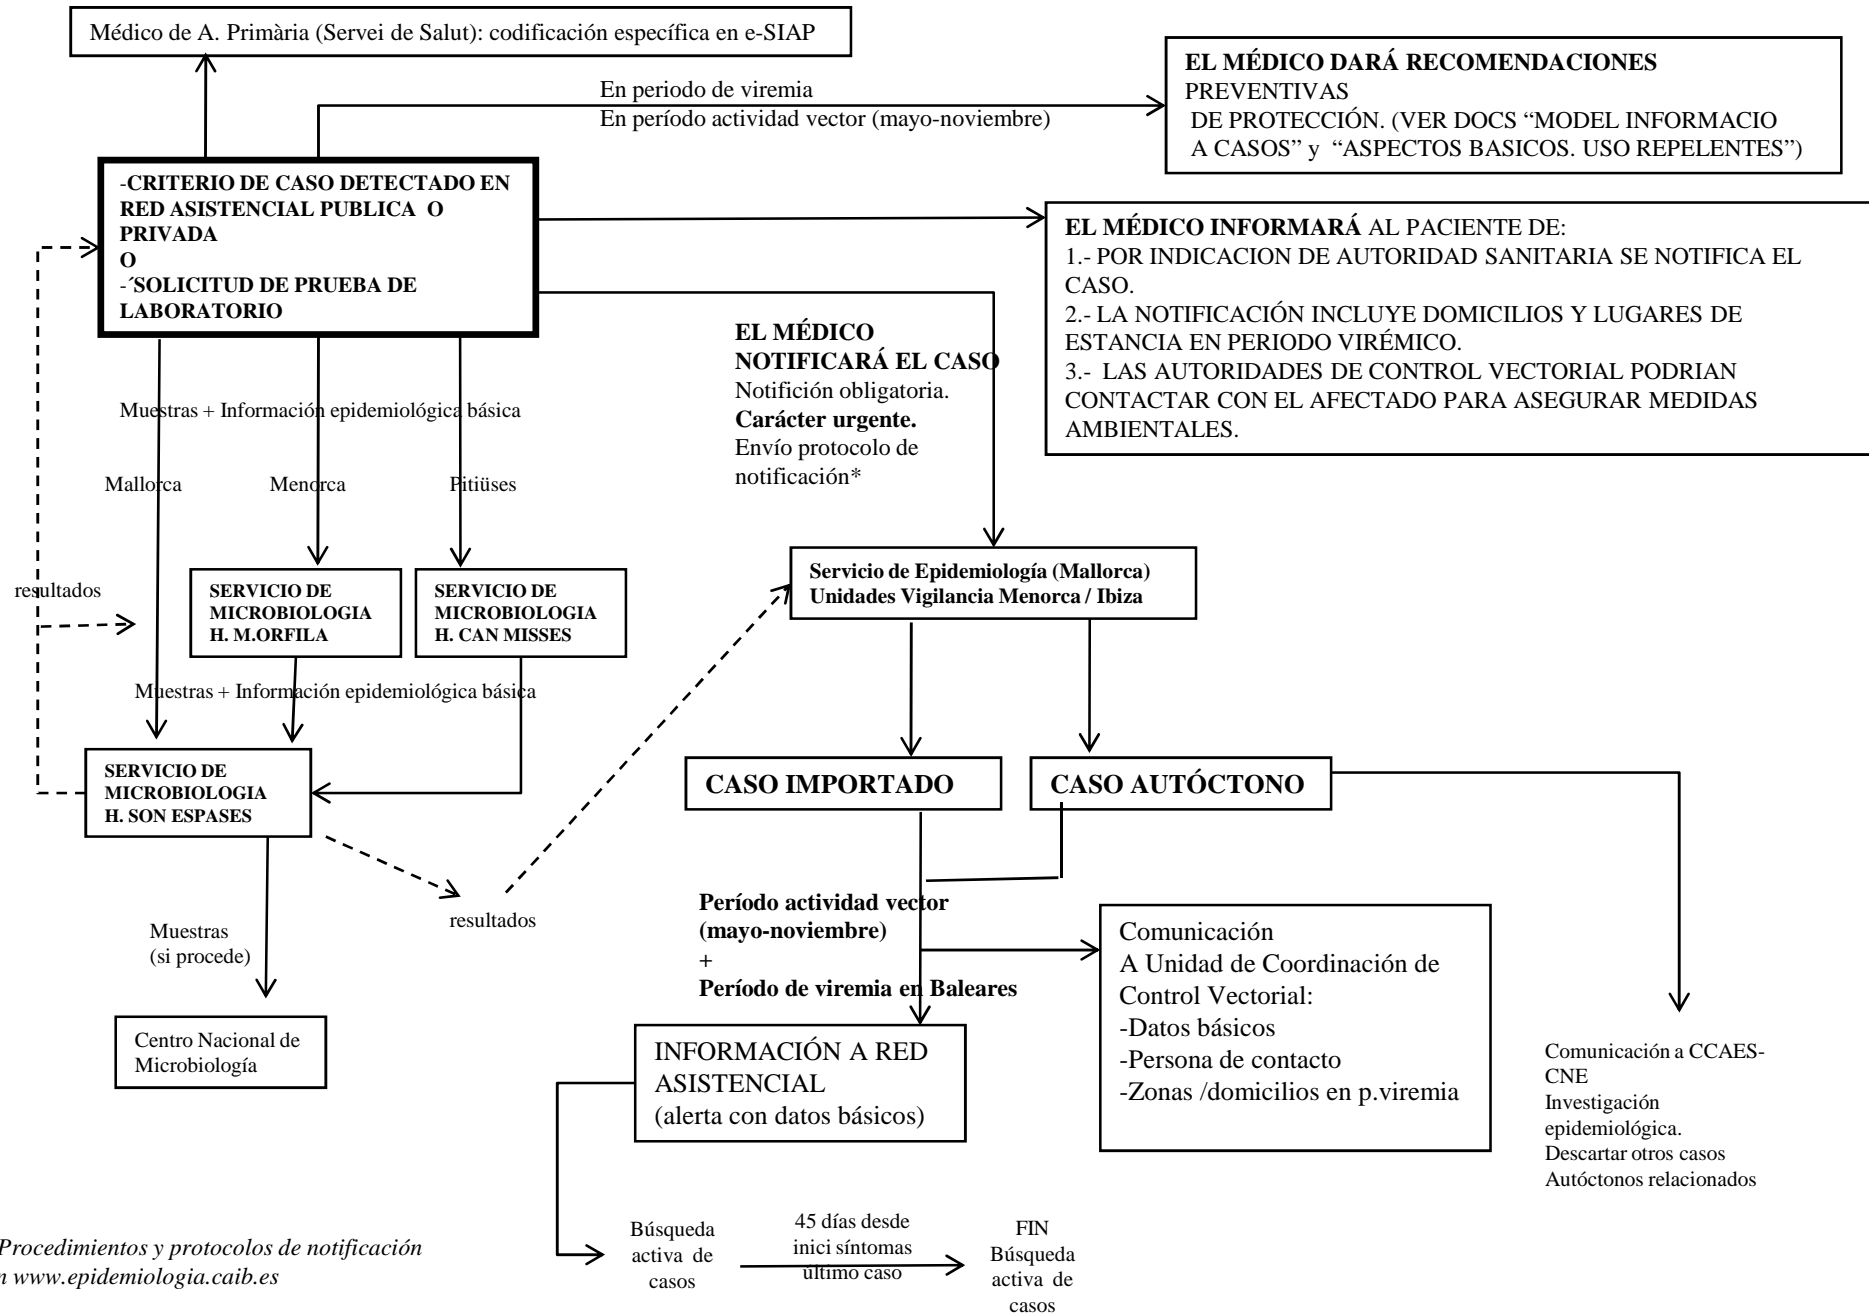 Médico de A. Primària (Servei de Salut): codificación específica en e-SIAP
En periodo de viremia
En período actividad vector (mayo-noviembre)
EL MÉDICO DARÁ RECOMENDACIONES
PREVENTIVAS
DE PROTECCIÓN. (VER DOCS “MODEL INFORMACIO
A CASOS” y “ASPECTOS BASICOS. USO REPELENTES”)
-CRITERIO DE CASO DETECTADO EN
RED ASISTENCIAL PUBLICA O
PRIVADA
O
-´SOLICITUD DE PRUEBA DE
LABORATORIO
EL MÉDICO INFORMARÁ AL PACIENTE DE:
1.- POR INDICACION DE AUTORIDAD SANITARIA SE NOTIFICA EL
CASO.
2.- LA NOTIFICACIÓN INCLUYE DOMICILIOS Y LUGARES DE
ESTANCIA EN PERIODO VIRÉMICO.
3.- LAS AUTORIDADES DE CONTROL VECTORIAL PODRIAN
CONTACTAR CON EL AFECTADO PARA ASEGURAR MEDIDAS
AMBIENTALES.
EL MÉDICO
NOTIFICARÁ EL CASO
Notifición obligatoria.
Carácter urgente.
Envío protocolo de
notificación*
Muestras + Información epidemiológica básica
Mallorca
Menorca
Pitiüses
resultados
SERVICIO DE
MICROBIOLOGIA
H. M.ORFILA
SERVICIO DE
MICROBIOLOGIA
H. CAN MISSES
Servicio de Epidemiología (Mallorca)
Unidades Vigilancia Menorca / Ibiza
Muestras + Información epidemiológica básica
SERVICIO DE
MICROBIOLOGIA
H. SON ESPASES
CASO IMPORTADO
CASO AUTÓCTONO
resultados
Muestras
(si procede)
Centro Nacional de
Microbiología
Período actividad vector
(mayo-noviembre)
+
Período de viremia en Baleares
Comunicación
A Unidad de Coordinación de
Control Vectorial:
-Datos básicos
-Persona de contacto
-Zonas /domicilios en p.viremia
INFORMACIÓN A RED
ASISTENCIAL
(alerta con datos básicos)
Comunicación a CCAES-
CNE
Investigación
epidemiológica.
Descartar otros casos
Autóctonos relacionados
Búsqueda
activa de
casos
45 días desde
inici síntomas
último caso
FIN
Búsqueda
activa de
casos
Procedimientos y protocolos de notificación
n www.epidemiologia.caib.es